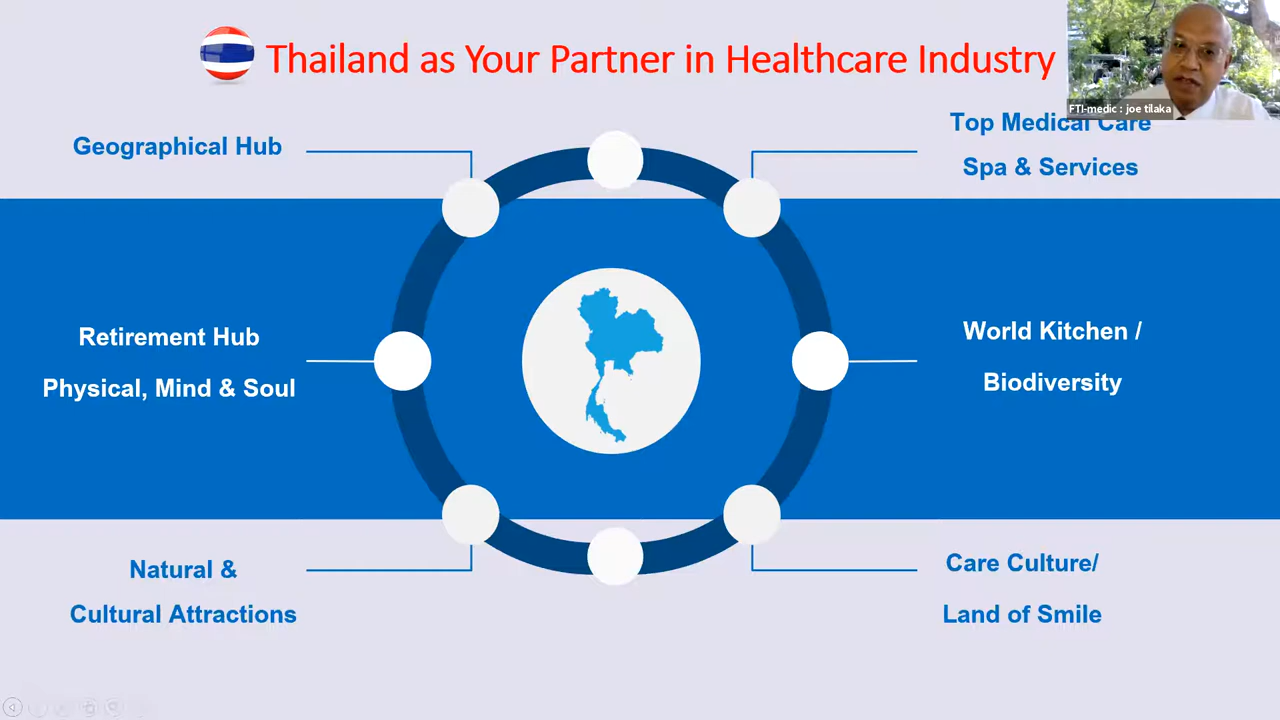 Thailand as Your Partner in Healthcare Industry
FTI-medic : joe tilaka
Geographical Hub
Top Medical Care
Spa & Services
Retirement Hub
Physical, Mind & Soul
World Kitchen /
Biodiversity
Natural &
Cultural Attractions
Care Culture/
Land of Smile